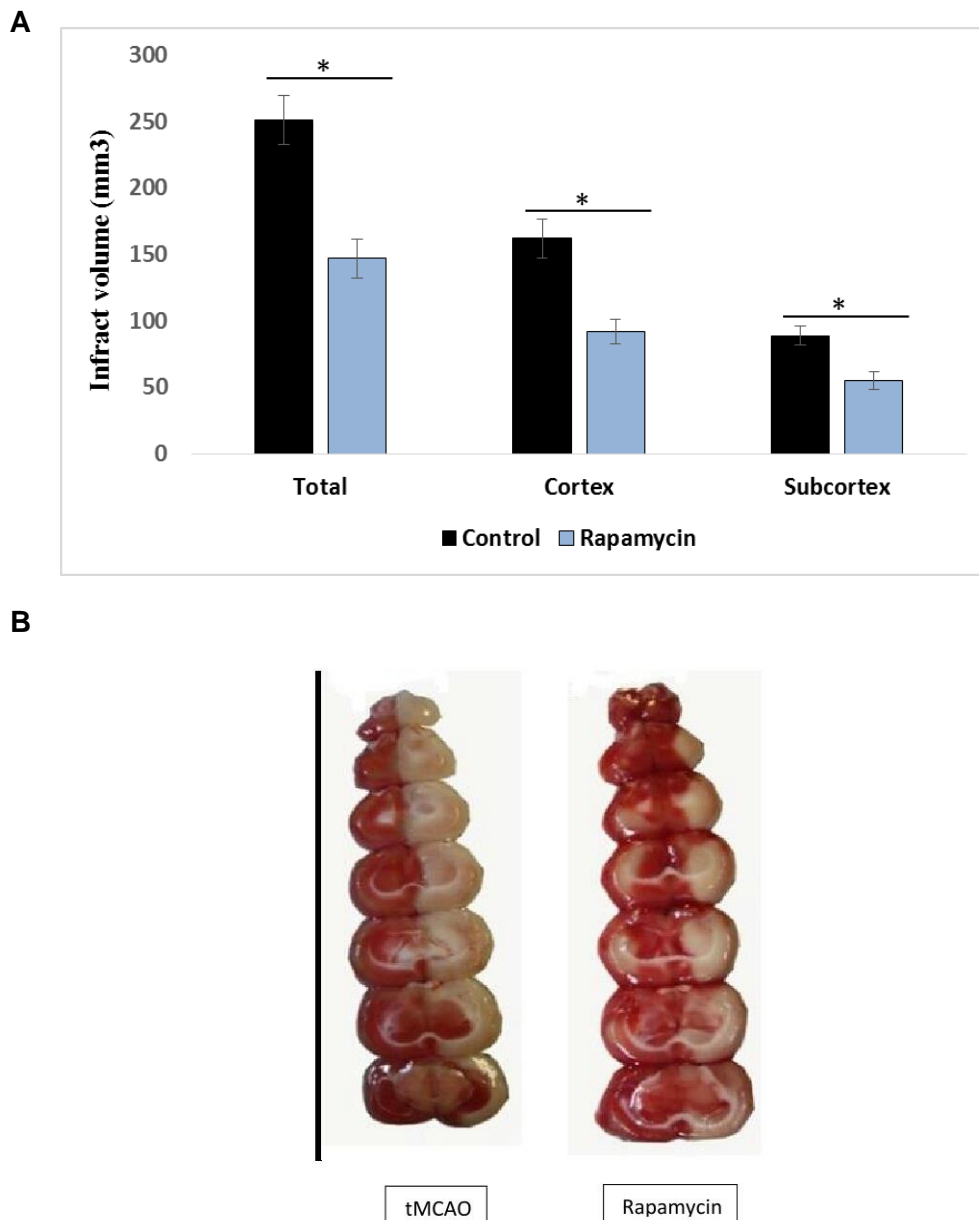 A
300
250
200
150
100
50
0
Infract volume (mm3)
*
*
*
Total Cortex Subcortex
Control Rapamycin
B
tMCAO Rapamycin